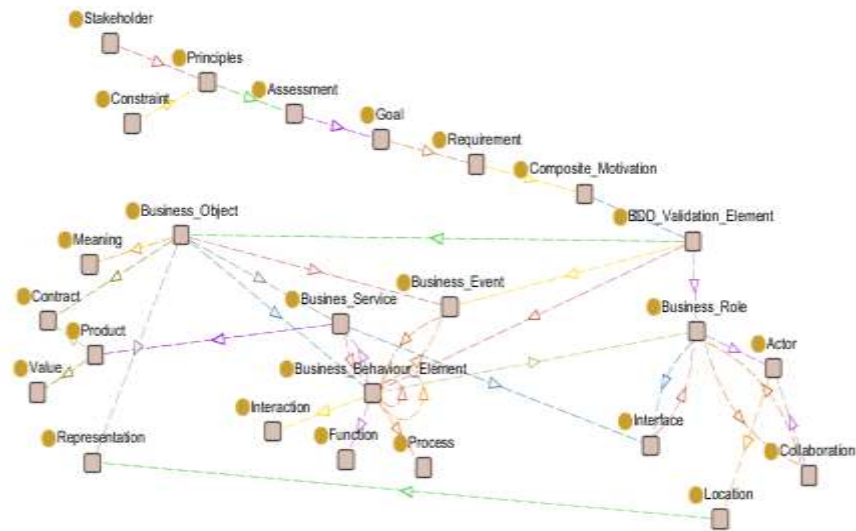 Stakeholder
Principles
Constraint
Assessment
Goal
Requirement
Composite_Motivation
Business_Object
BDD_Validation_Element
Meaning
Business_Event
Contract
Busines_Service
Business_Role
Product
Actor
Value
Business_Behaviour_Element
Interaction
Interface
Representation
Function
Process
Collaboration
Location